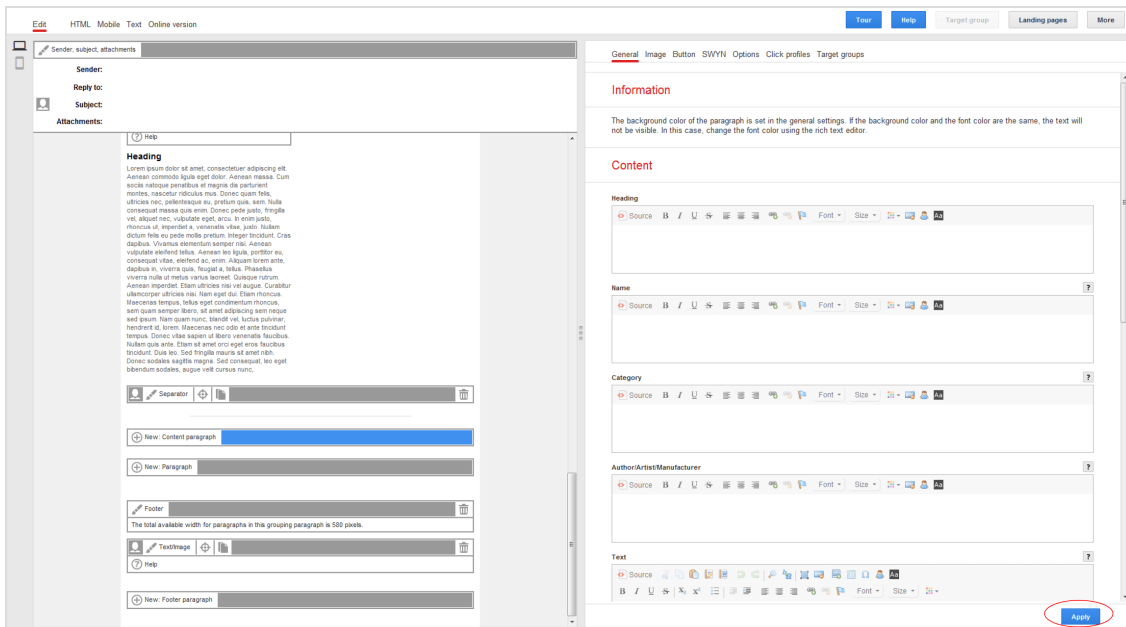 Edit HTML Mobile Text Online version
Tour Help Target group Landing pages More
Sender, subject, attachments
Sender:
Reply to:
Subject:
Attachments:
Help
Heading
Lorem ipsum dolor sit amet, consectetuer adipiscing elit.
Aenean commodo ligula eget dolor. Aenean massa. Cum
sociis natoque penatibus et magnis dis parturient
montes, nascetur ridiculus mus. Donec quam felis,
ultricies nec, pellentesque eu, pretium quis, sem. Nulla
consequat massa quis enim. Donec pede justo, fringilla
vel, aliquet nec, vulputate eget, arcu. In enim justo,
rhoncus ut, imperdiet a, venenatis vitae, justo. Nullam
dictum felis eu pede mollis pretium. Integer tincidunt. Cras
dapibus. Vivamus elementum semper nisi. Aenean
vulputate eleifend tellus. Aenean leo ligula, porttitor eu,
consequat vitae, eleifend ac, enim. Aliquam lorem ante,
dapibus in, viverra quis, feugiat a, tellus. Phasellus
viverra nulla ut metus varius laoreet. Quisque rutrum.
Aenean imperdiet. Etiam ultricies nisi vel augue. Curabitur
ullamcorper ultricies nisi. Nam eget dui. Etiam rhoncus.
Maecenas tempus, tellus eget condimentum rhoncus,
sem quam semper libero, sit amet adipiscing sem neque
sed ipsum. Nam quam nunc, blandit vel, luctus pulvinar,
hendrerit id, lorem. Maecenas nec odio et ante tincidunt
tempus. Donec vitae sapien ut libero venenatis faucibus.
Nullam quis ante. Etiam sit amet orci eget eros faucibus
tincidunt. Duis leo. Sed fringilla mauris sit amet nibh.
Donec sodales sagittis magna. Sed consequat, leo eget
bibendum sodales, augue velit cursus nunc,
Separator
New: Content paragraph
New: Paragraph
Footer
The total available width for paragraphs in this grouping paragraph is 580 pixels.
Text/Image
Help
New: Footer paragraph
General Image Button SWYN Options Click profiles Target groups
Information
The background color of the paragraph is set in the general settings. If the background color and the font color are the same, the text will
not be visible. In this case, change the font color using the rich text editor.
Content
Heading
Source B I U S Font Size Aa
Name ?
Source B I U S Font Size Aa
Category ?
Source B I U S Font Size Aa
Author/Artist/Manufacturer ?
Source B I U S Font Size Aa
Text ?
Source Ω Aa
B I U S X₂ X² Font Size
Apply